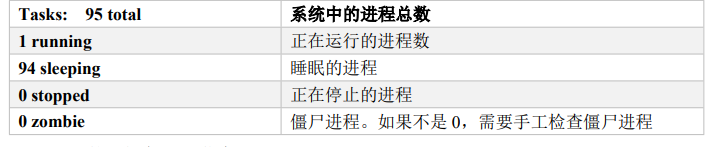 Tasks: 95 total 系统中的进程总数
1 running 正在运行的进程数
94 sleeping 睡眠的进程
0 stopped 正在停止的进程
0 zombie 僵尸进程。如果不是 0，需要手工检查僵尸进程